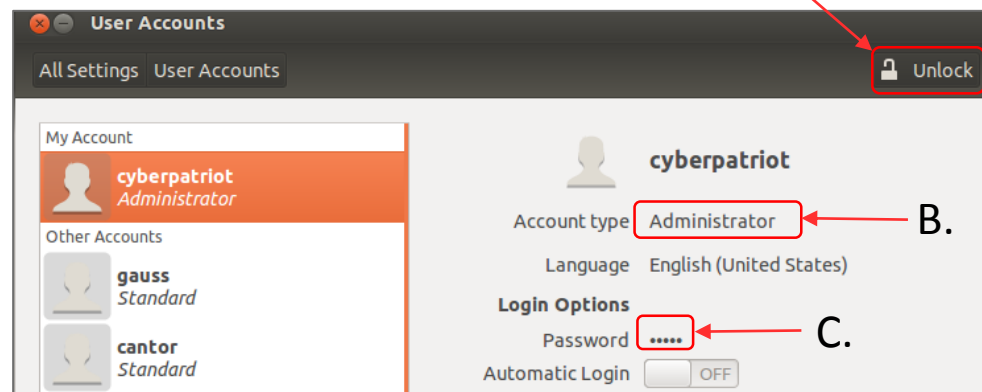 User Accounts
All Settings User Accounts
Unlock
My Account
cyberpatriot
Administrator
Other Accounts
gauss
Standard
cantor
Standard
cyberpatriot
Account type Administrator
B.
Language English (United States)
Login Options
Password •••••
C.
Automatic Login OFF